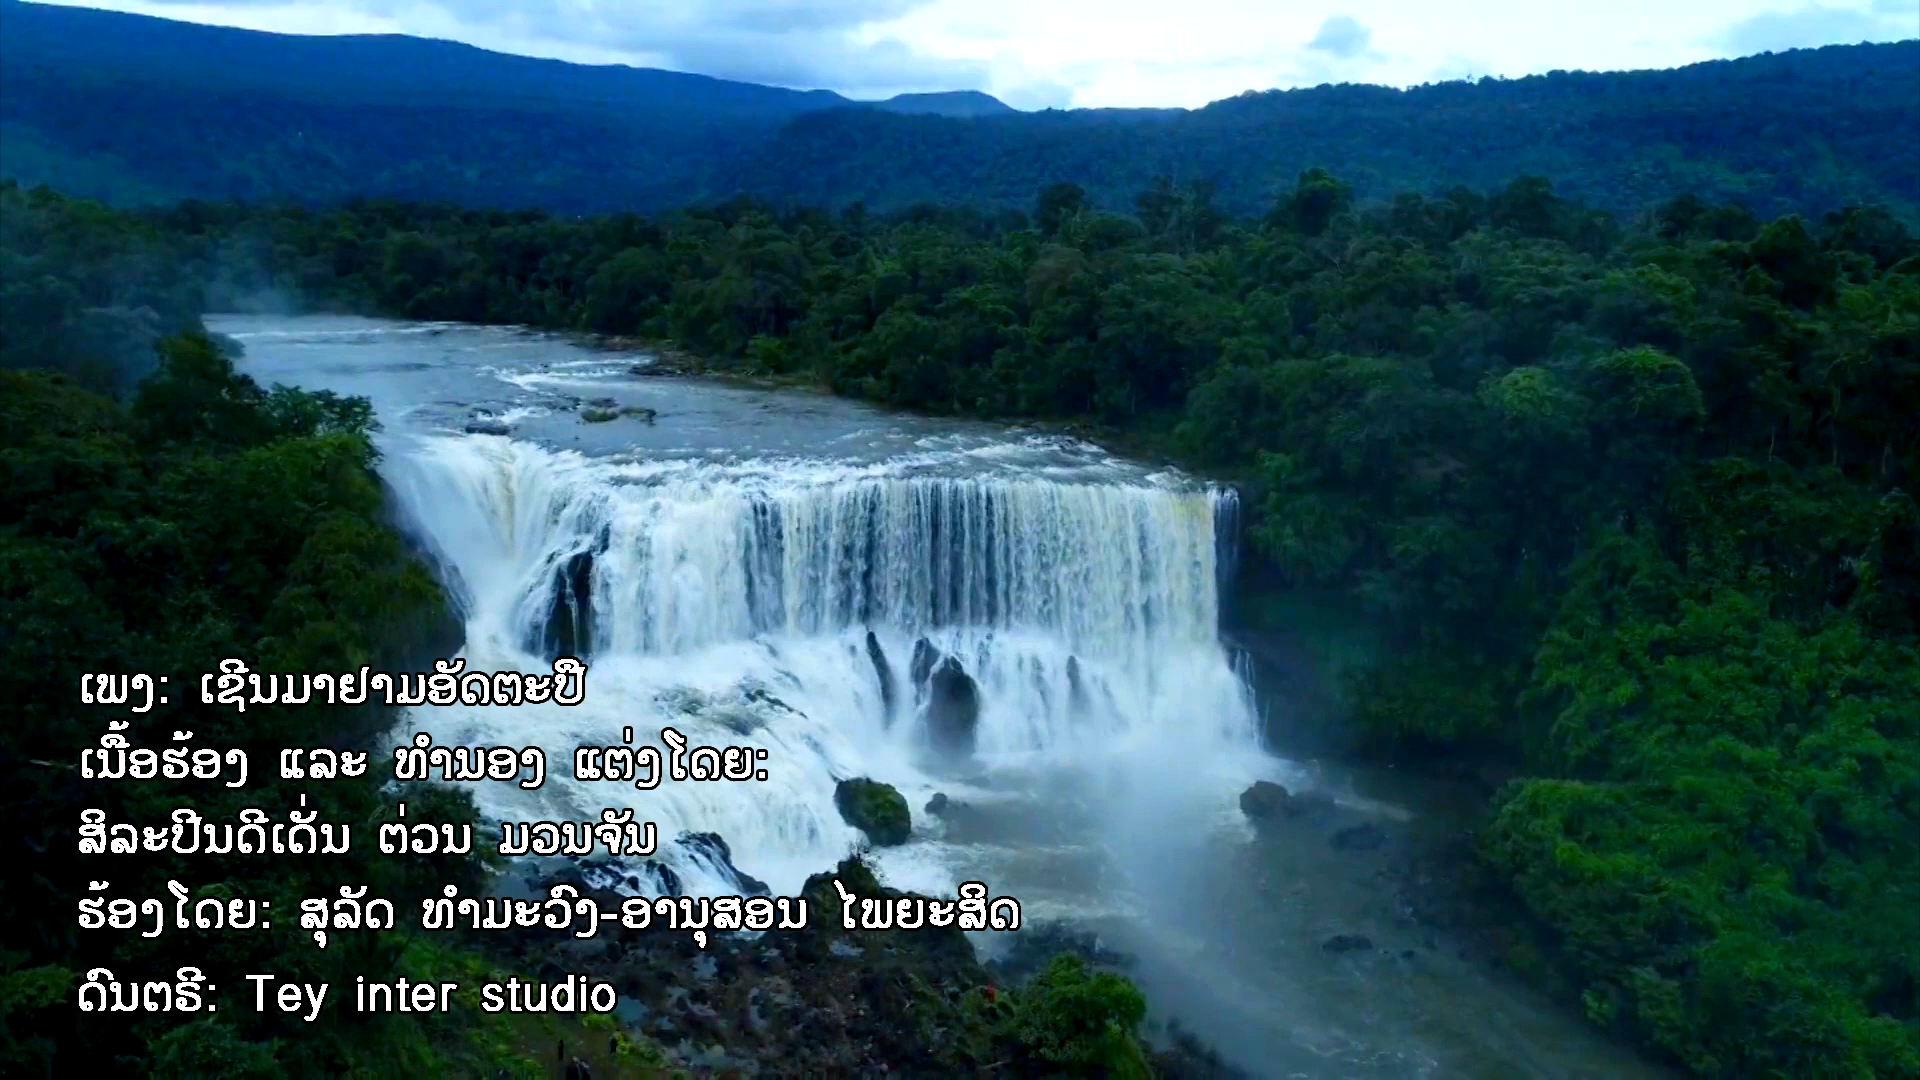 ເພງ: ເຊີນມາຢາມອັດຕະປື
ເນື້ອຮ້ອງ ແລະ ທຳນອງ ແຕ່ງໂດຍ:
ສິລະປິນດີເດັ່ນ ຕ່ວນ ມວນຈັນ
ຮ້ອງໂດຍ: ສຸລັດ ທຳມະວົງ-ອານຸສອນ ໄພຍະສິດ
ດົນຕຣີ: Tey inter studio